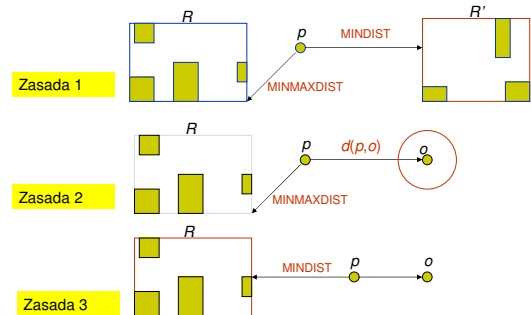 R
p
MINDIST
R'
Zasada 1
MINMAXDIST
R
p
d(p,o)
o
Zasada 2
MINMAXDIST
R
MINDIST
p
o
Zasada 3